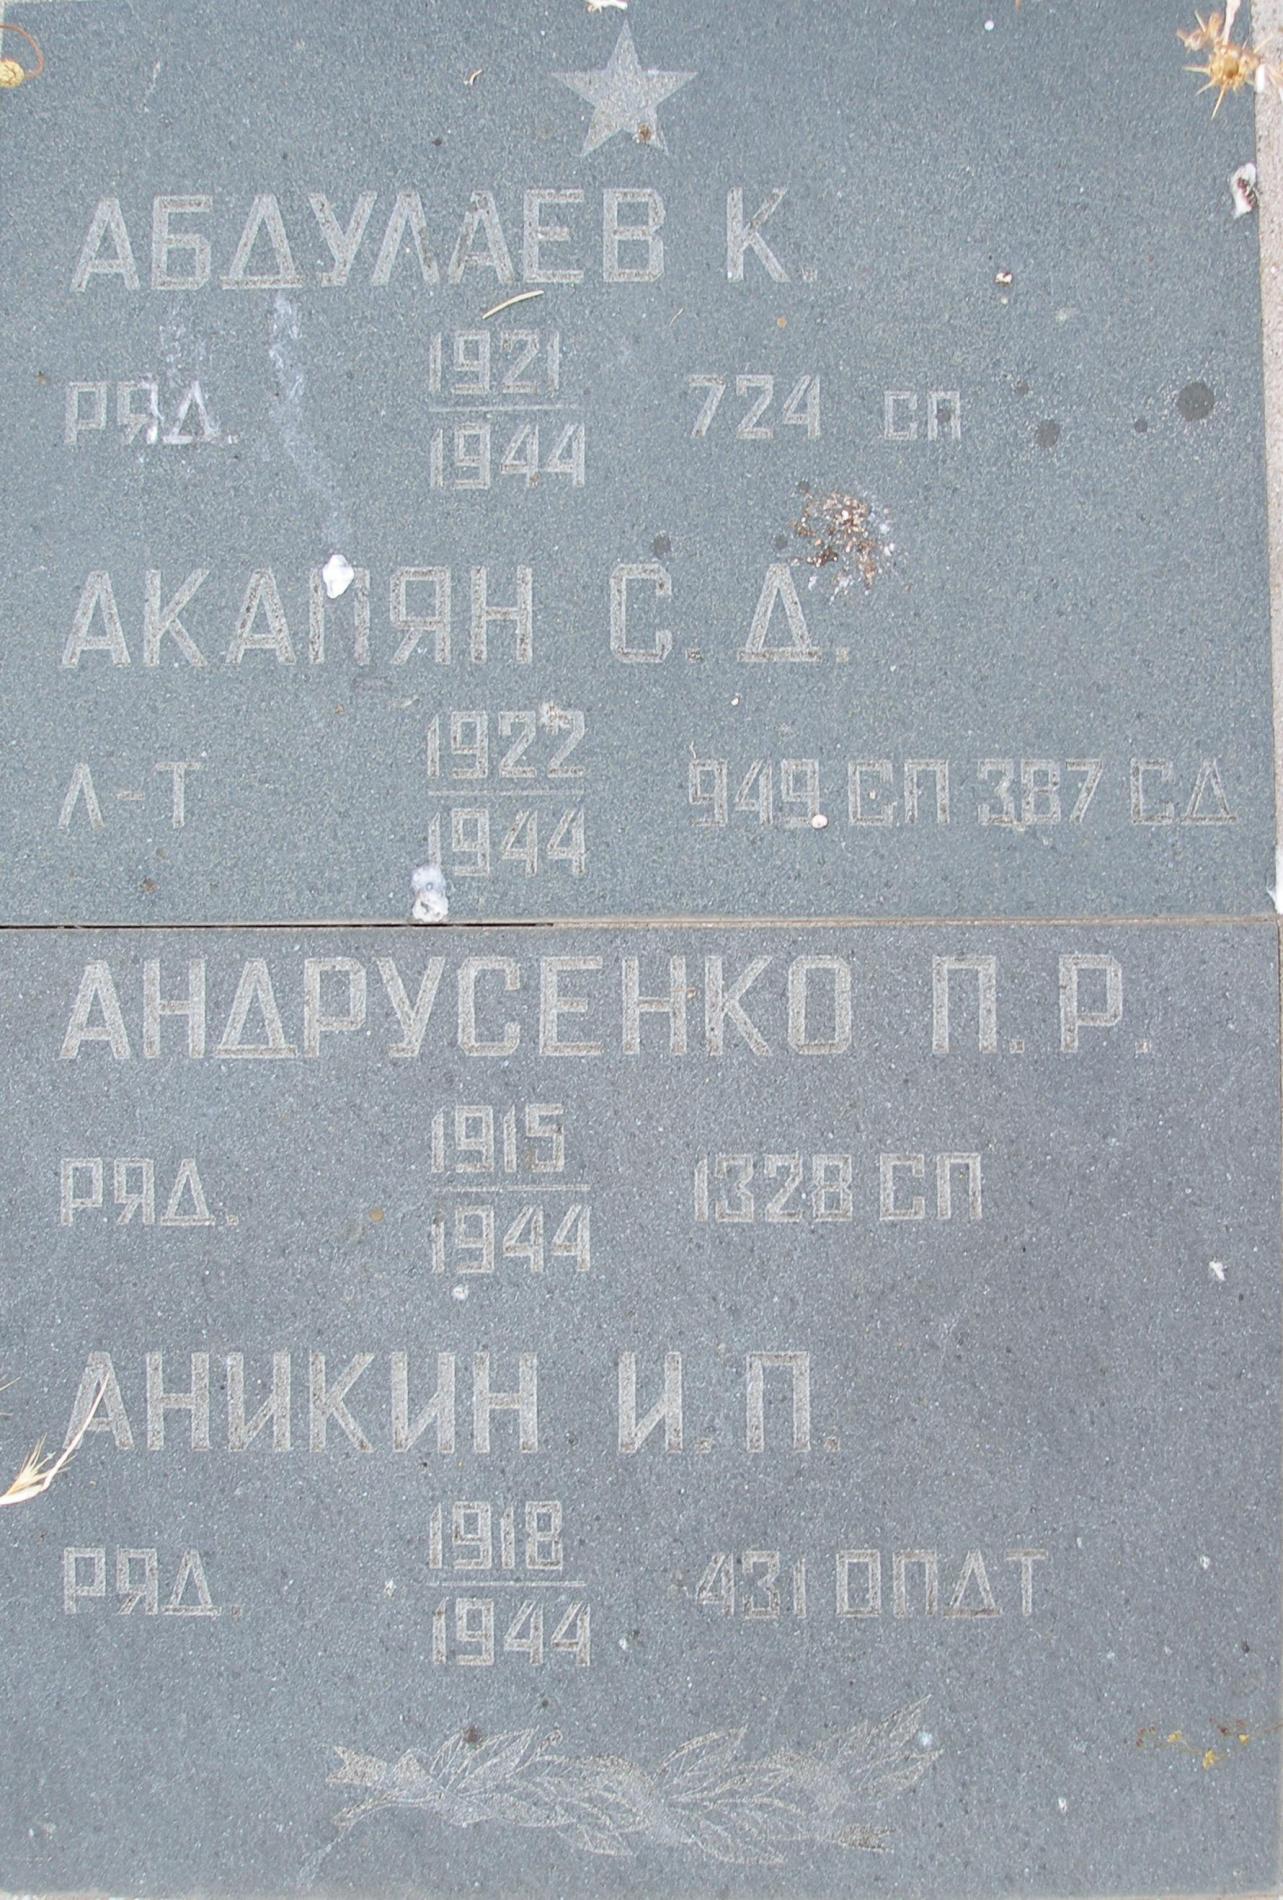 АБДУЛАЕВ К.
1921
РЯД. 724 СП
1944
АКАПЯН С. Д.
1922
Л-Т 949 СП 387 СД
1944
АНДРУСЕНКО П. Р.
1915
РЯД. 1328 СП
1944
АНИКИН И. П.
1918
РЯД. 431 ОПДТ
1944